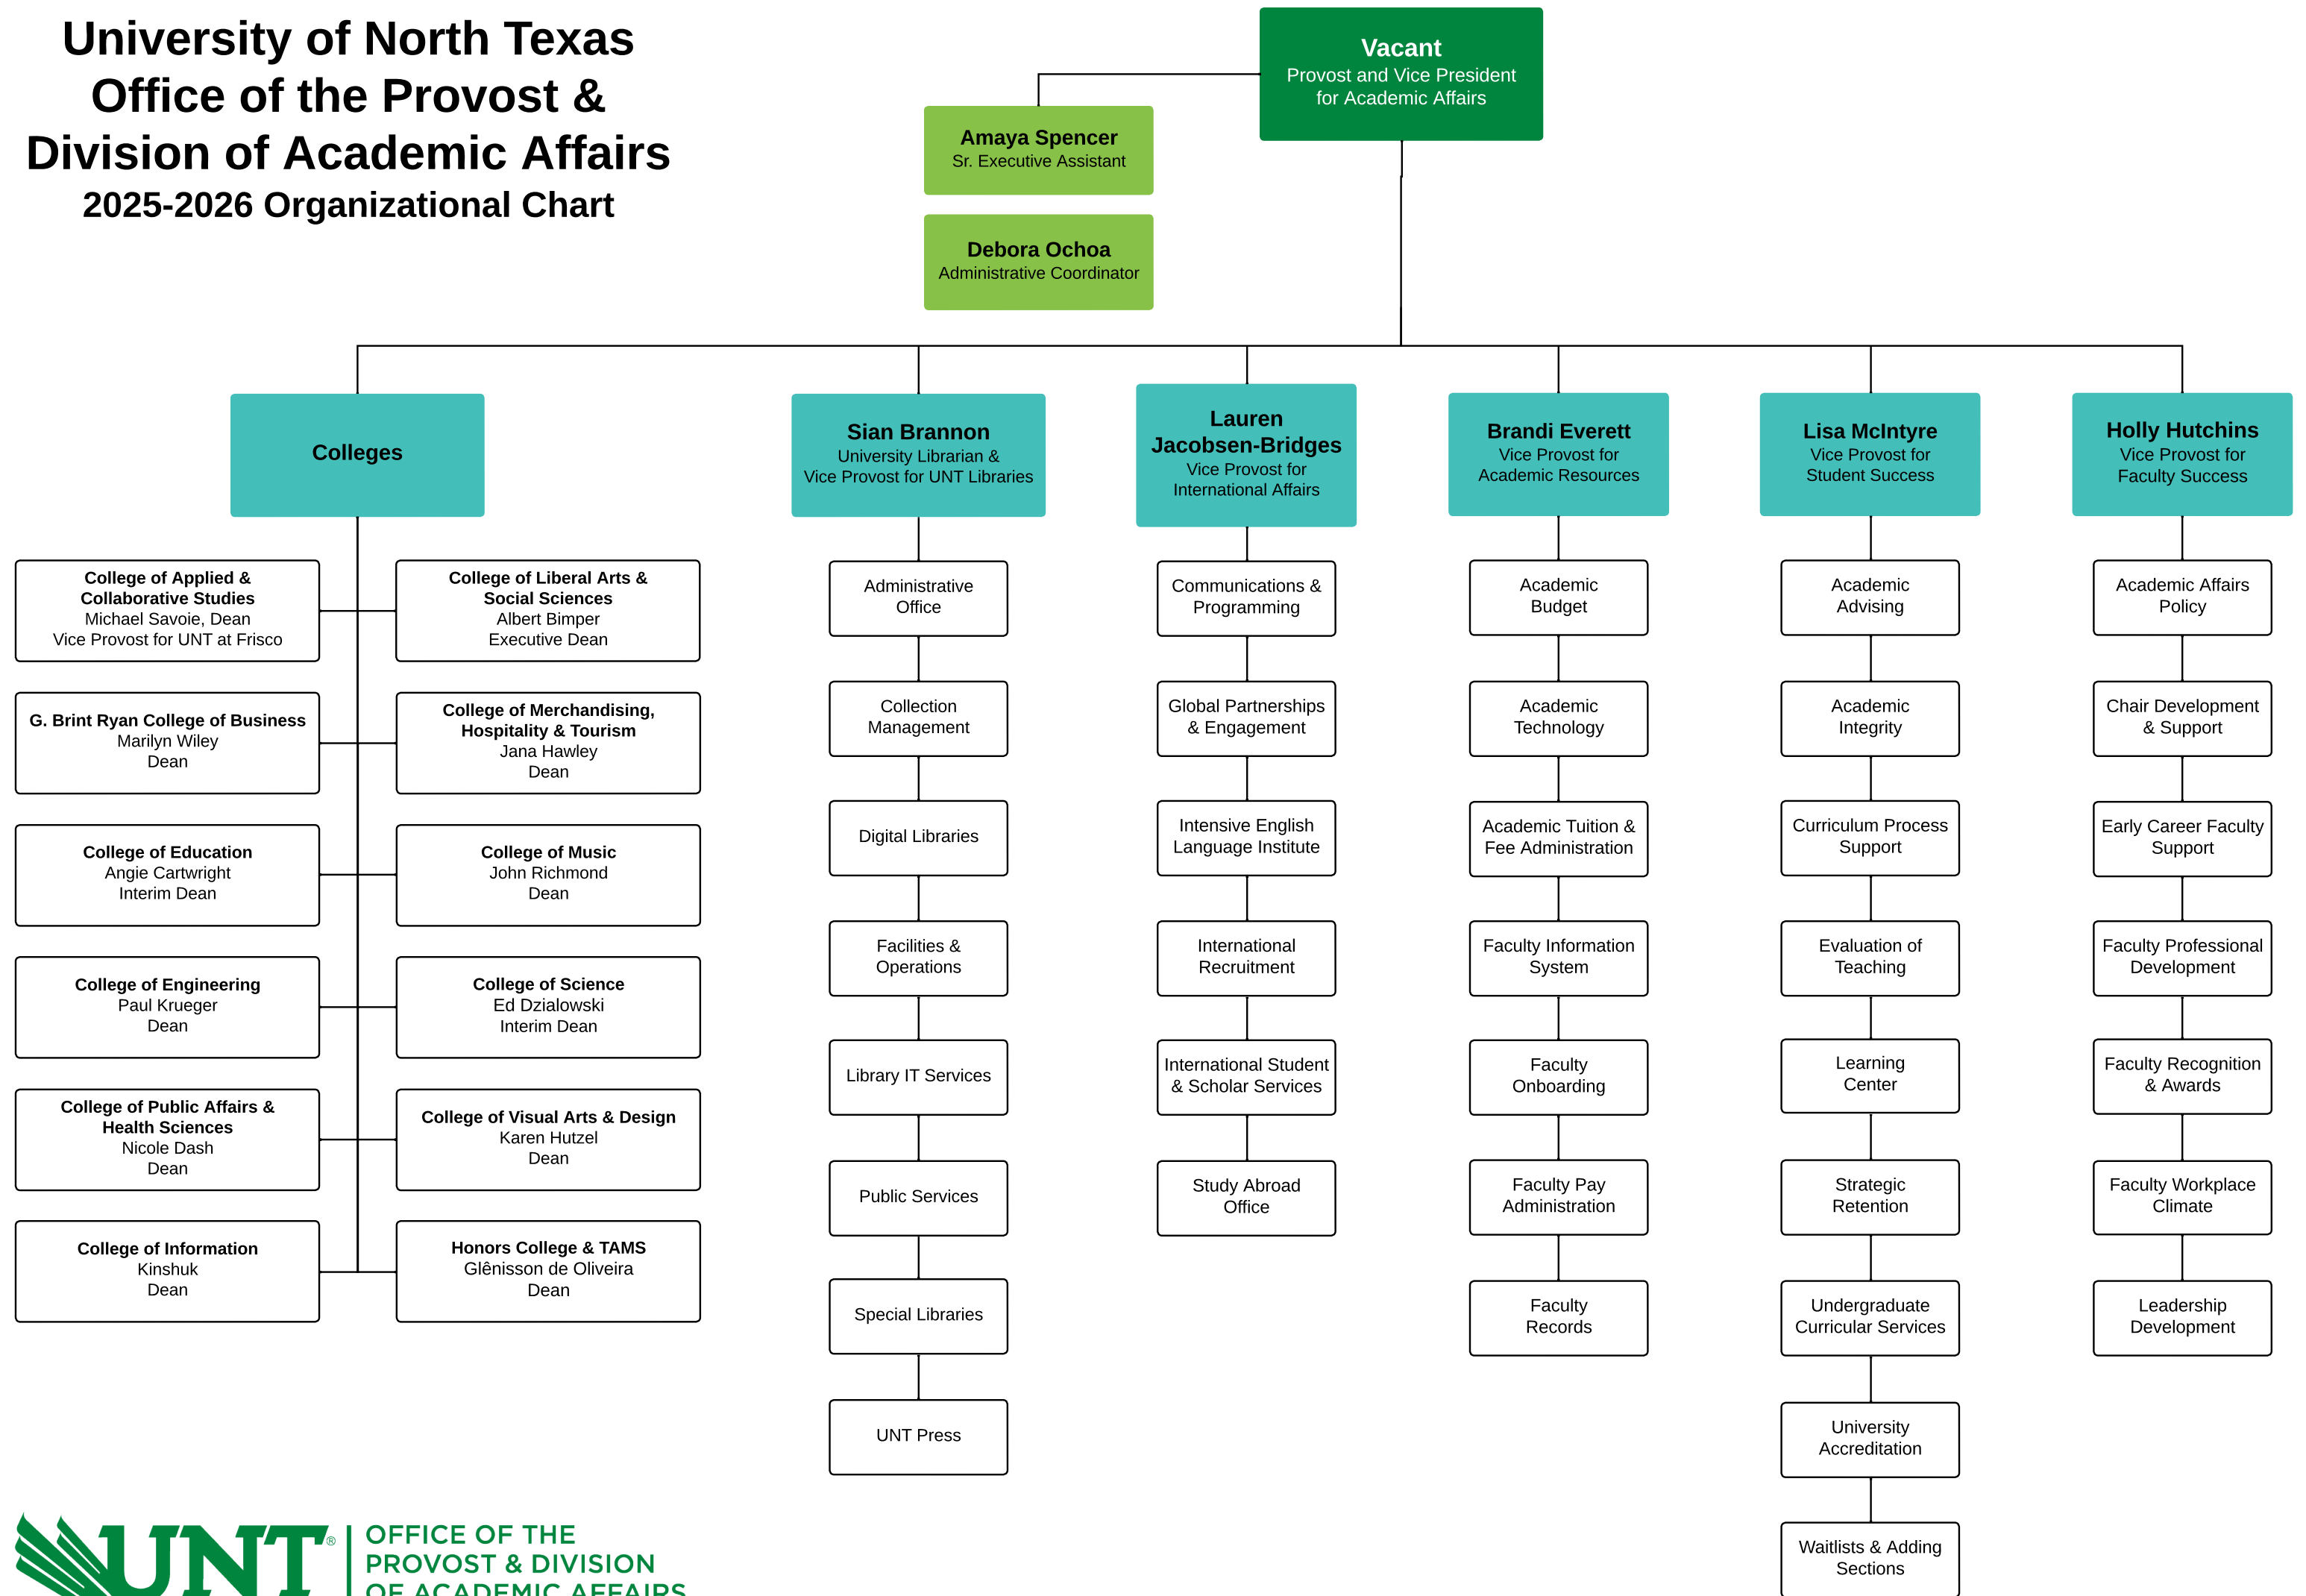 University of North Texas
Office of the Provost &
Division of Academic Affairs
2025-2026 Organizational Chart
Vacant
Provost and Vice President
for Academic Affairs
Amaya Spencer
Sr. Executive Assistant
Debora Ochoa
Administrative Coordinator
Colleges
College of Applied &
Collaborative Studies
Michael Savoie, Dean
Vice Provost for UNT at Frisco
College of Liberal Arts &
Social Sciences
Albert Bimper
Executive Dean
G. Brint Ryan College of Business
Marilyn Wiley
Dean
College of Merchandising,
Hospitality & Tourism
Jana Hawley
Dean
College of Education
Angie Cartwright
Interim Dean
College of Music
John Richmond
Dean
College of Engineering
Paul Krueger
Dean
College of Science
Ed Dzialowski
Interim Dean
College of Public Affairs &
Health Sciences
Nicole Dash
Dean
College of Visual Arts & Design
Karen Hutzel
Dean
College of Information
Kinshuk
Dean
Honors College & TAMS
Glênisson de Oliveira
Dean
Sian Brannon
University Librarian &
Vice Provost for UNT Libraries
Administrative
Office
Collection
Management
Digital Libraries
Facilities &
Operations
Library IT Services
Public Services
Special Libraries
UNT Press
Lauren
Jacobsen-Bridges
Vice Provost for
International Affairs
Communications &
Programming
Global Partnerships
& Engagement
Intensive English
Language Institute
International
Recruitment
International Student
& Scholar Services
Study Abroad
Office
Brandi Everett
Vice Provost for
Academic Resources
Academic
Budget
Academic
Technology
Academic Tuition &
Fee Administration
Faculty Information
System
Faculty
Onboarding
Faculty Pay
Administration
Faculty
Records
Lisa McIntyre
Vice Provost for
Student Success
Academic
Advising
Academic
Integrity
Curriculum Process
Support
Evaluation of
Teaching
Learning
Center
Strategic
Retention
Undergraduate
Curricular Services
University
Accreditation
Waitlists & Adding
Sections
Holly Hutchins
Vice Provost for
Faculty Success
Academic Affairs
Policy
Chair Development
& Support
Early Career Faculty
Support
Faculty Professional
Development
Faculty Recognition
& Awards
Faculty Workplace
Climate
Leadership
Development
UNT®
OFFICE OF THE
PROVOST & DIVISION
OF ACADEMIC AFFAIRS